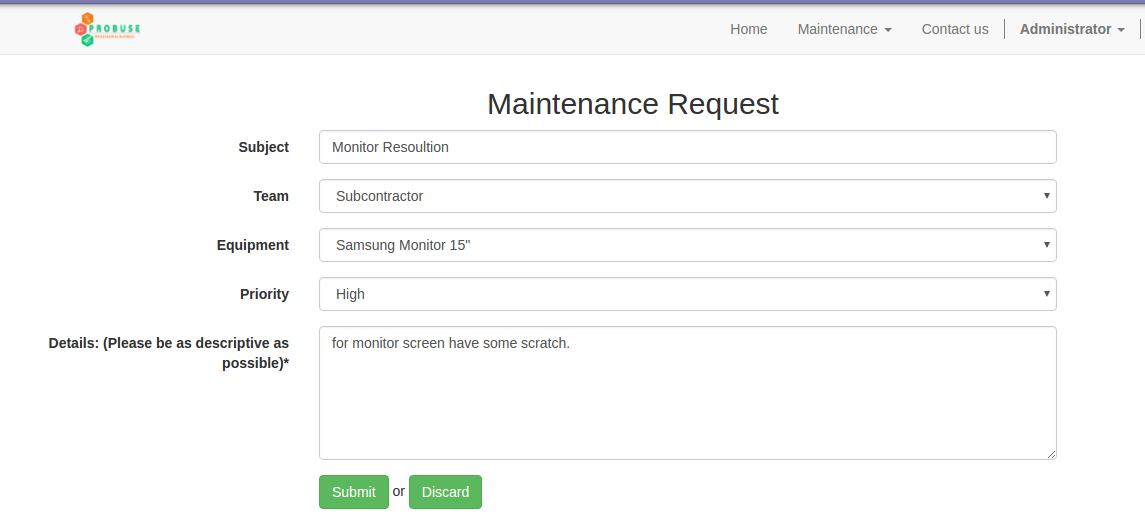 PROBUSE
Home Maintenance Contact us Administrator
Maintenance Request
Subject Monitor Resoultion
Team Subcontractor
Equipment Samsung Monitor 15"
Priority High
Details: (Please be as descriptive as for monitor screen have some scratch.
possible)*
Submit or Discard